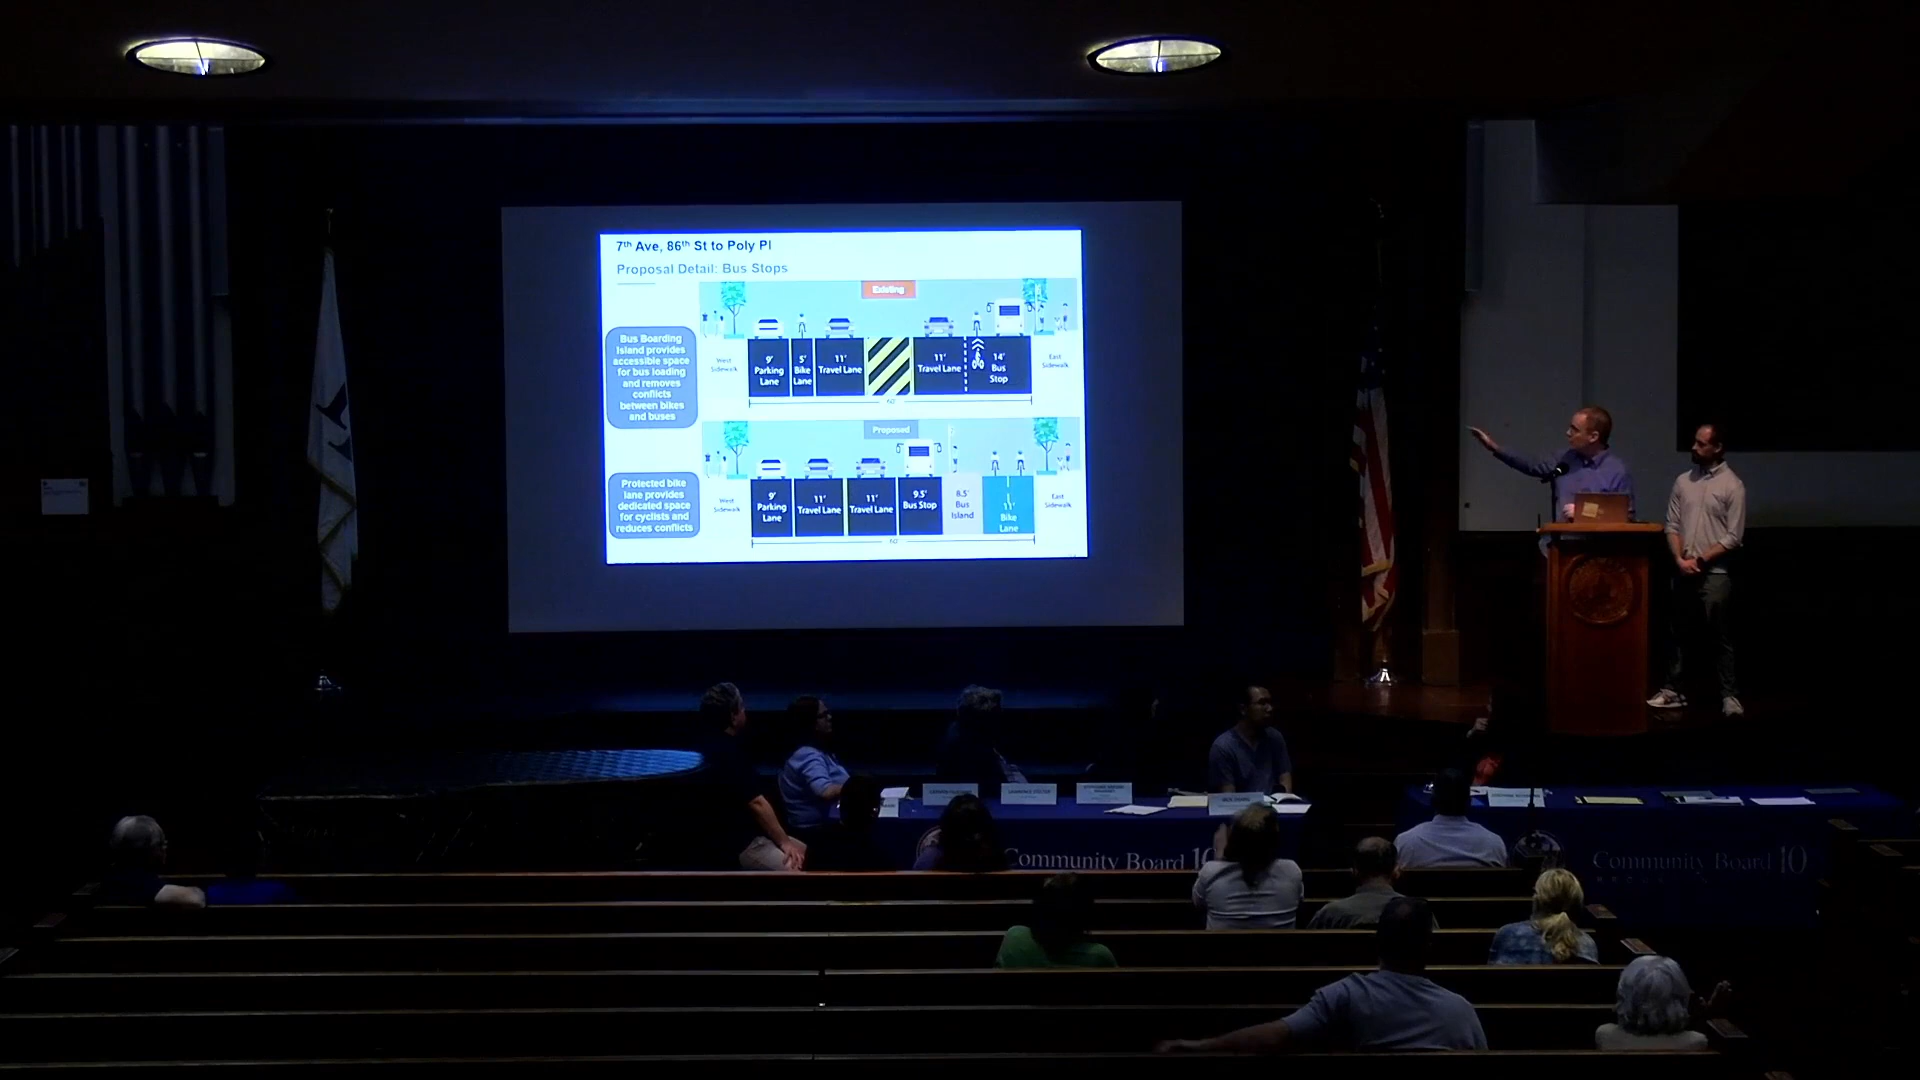 7th Ave, 86th St to Poly Pl
Proposal Detail: Bus Stops
Existing
Bus Boarding
Island provides
accessible space
for bus loading
and removes
conflicts
between bikes
and buses
West
Sidewalk
9'
Parking
Lane
5'
Bike
Lane
11'
Travel Lane
11'
Travel Lane
14'
Bus
Stop
East
Sidewalk
60'
Proposed
Protected bike
lane provides
dedicated space
for cyclists and
reduces conflicts
West
Sidewalk
9'
Parking
Lane
11'
Travel Lane
11'
Travel Lane
9.5'
Bus Stop
8.5'
Bus
Island
11'
Bike
Lane
East
Sidewalk
60'
Community Board 10
Community Board 10